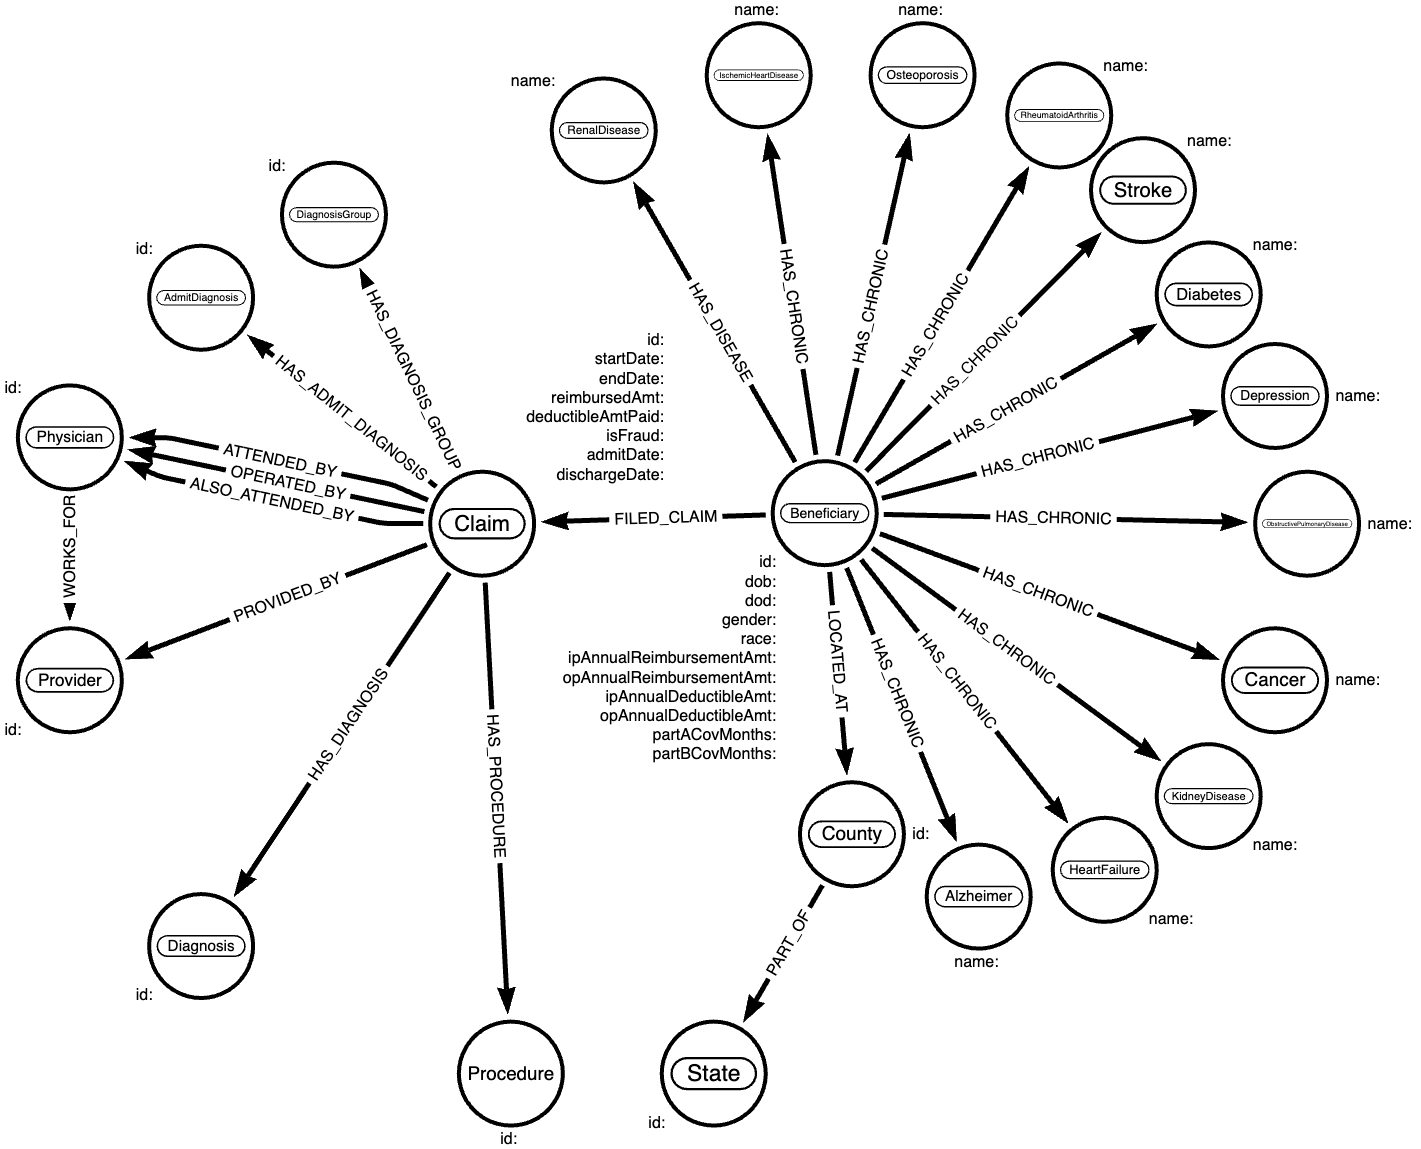 name:
IschemicHeartDisease
name:
Osteoporosis
name:
RheumatoidArthritis
name:
RenalDisease
name:
Stroke
id:
DiagnosisGroup
id:
AdmitDiagnosis
name:
Diabetes
name:
Depression
id:
Physician
HAS_DIAGNOSIS_GROUP
HAS_ADMIT_DIAGNOSIS
ATTENDED_BY
OPERATED_BY
ALSO_ATTENDED_BY
WORKS_FOR
PROVIDED_BY
Provider
id:
HAS_DIAGNOSIS
Diagnosis
id:
HAS_PROCEDURE
Procedure
id:
Claim
id:
startDate:
endDate:
reimbursedAmt:
deductibleAmtPaid:
isFraud:
admitDate:
dischargeDate:
FILED_CLAIM
Beneficiary
id:
dob:
dod:
gender:
race:
ipAnnualReimbursementAmt:
opAnnualReimbursementAmt:
ipAnnualDeductibleAmt:
opAnnualDeductibleAmt:
partACovMonths:
partBCovMonths:
HAS_DISEASE
HAS_CHRONIC
HAS_CHRONIC
HAS_CHRONIC
HAS_CHRONIC
HAS_CHRONIC
HAS_CHRONIC
HAS_CHRONIC
ObstructivePulmonaryDisease
name:
HAS_CHRONIC
Cancer
name:
HAS_CHRONIC
KidneyDisease
name:
HAS_CHRONIC
HeartFailure
name:
HAS_CHRONIC
Alzheimer
name:
LOCATED_AT
County
id:
PART_OF
State
id: